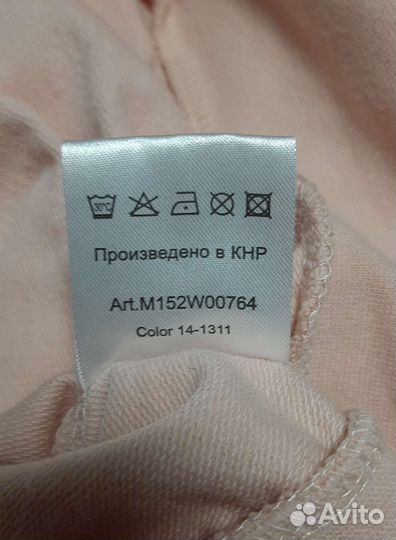 30°C
Произведено в КНР
Art.M152W00764
Color 14-1311
Avito